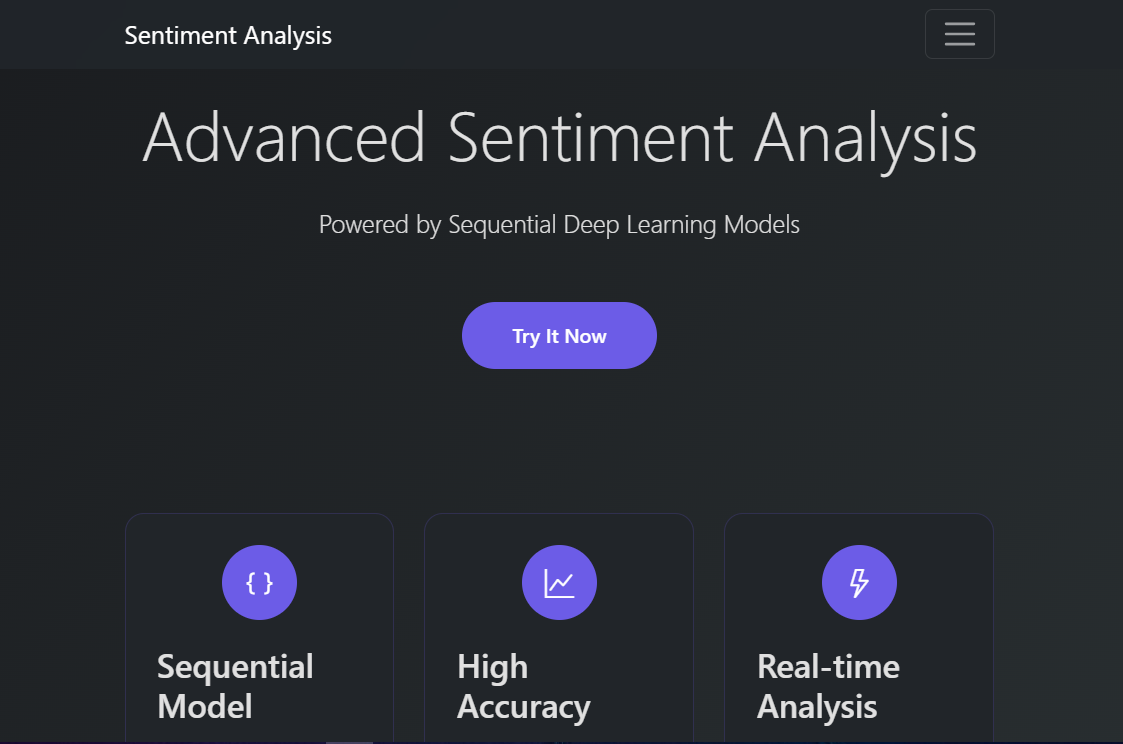 Sentiment Analysis
Advanced Sentiment Analysis
Powered by Sequential Deep Learning Models
Try It Now
{ }
Sequential
Model
High
Accuracy
Real-time
Analysis